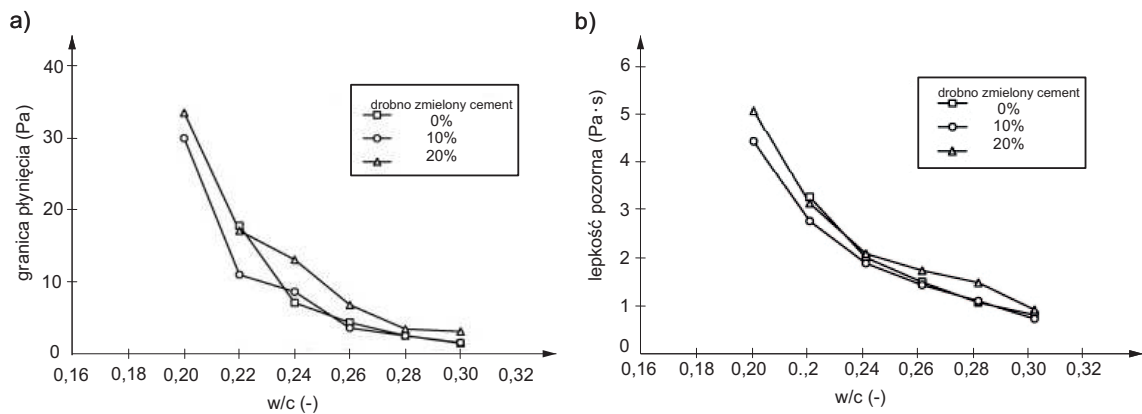 a)
granica płynięcia (Pa)
40
30
20
10
0
drobno zmielony cement
0%
10%
20%
0,16 0,18 0,20 0,22 0,24 0,26 0,28 0,30 0,32
w/c (-)
b)
lepkość pozorna (Pa·s)
6
5
4
3
2
1
0
drobno zmielony cement
0%
10%
20%
0,16 0,18 0,20 0.,22 0,24 0,26 0,28 0,30 0,32
w/c (-)